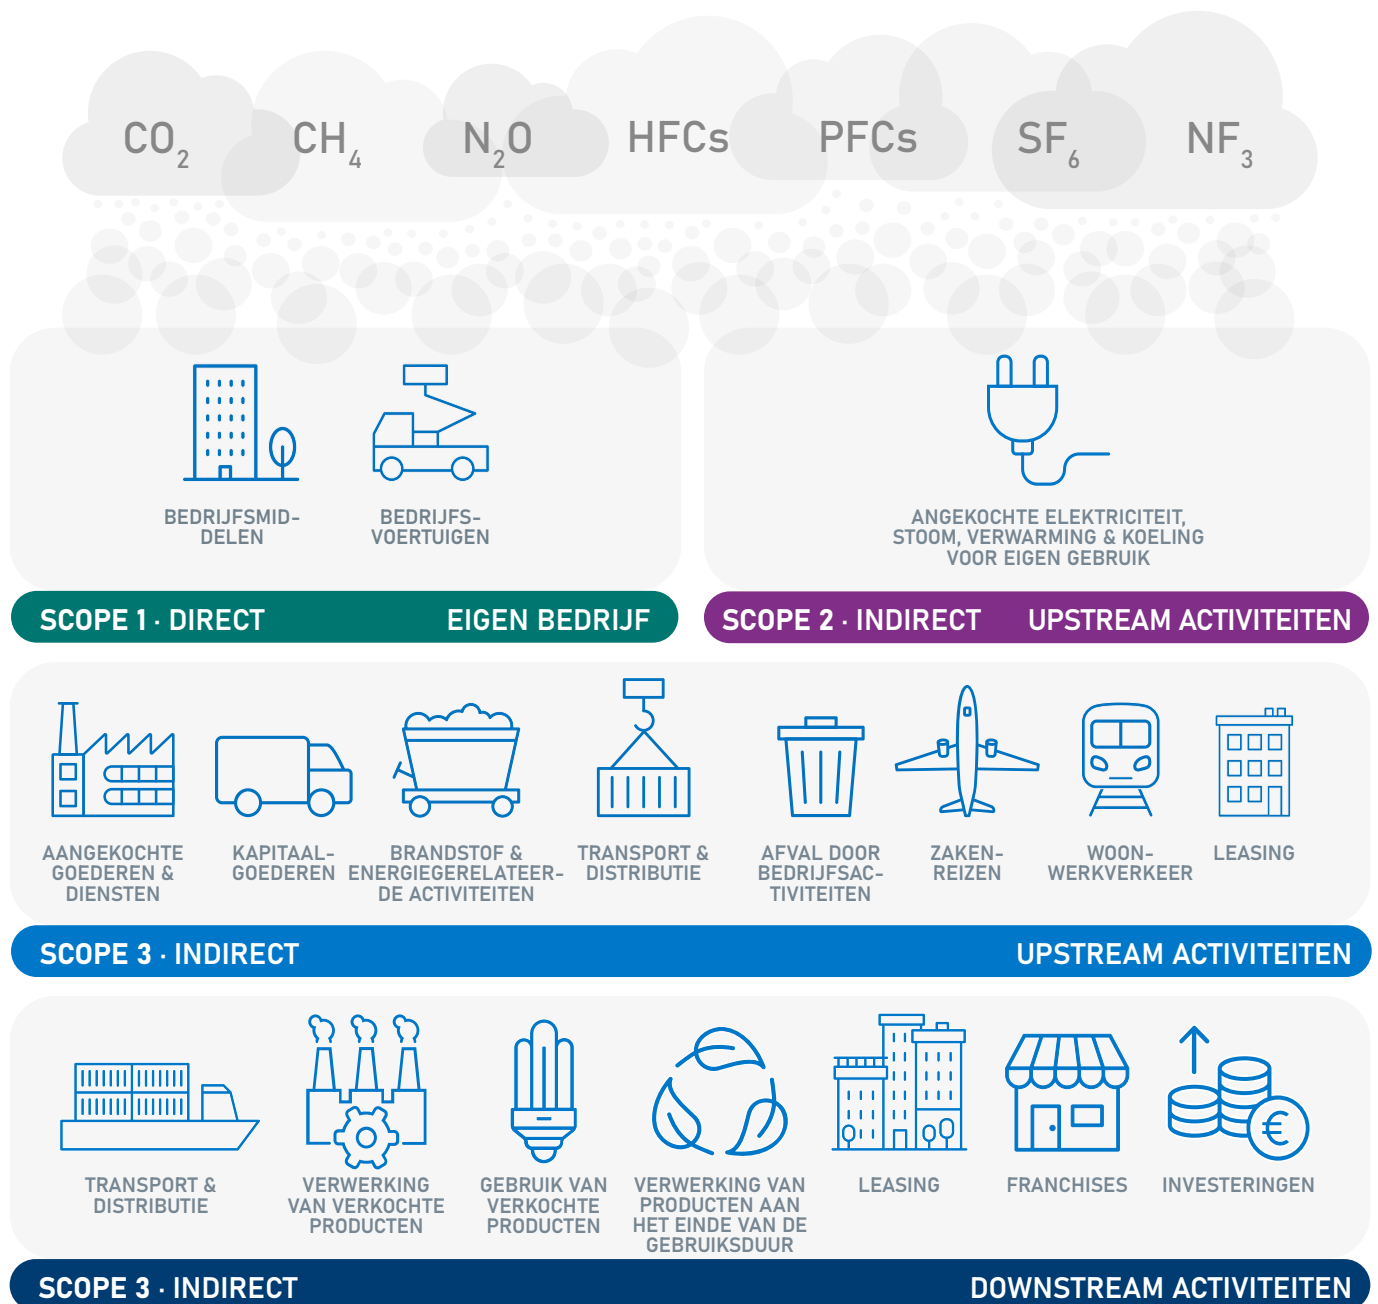 CO2 CH4 N2O HFCs PFCs SF6 NF3
BEDRIJFSMID-
DELEN
BEDRIJFS-
VOERTUIGEN
ANGEKOCHTE ELEKTRICITEIT,
STOOM, VERWARMING & KOELING
VOOR EIGEN GEBRUIK
SCOPE 1 · DIRECT EIGEN BEDRIJF
SCOPE 2 · INDIRECT UPSTREAM ACTIVITEITEN
AANGEKOCHTE
GOEDEREN &
DIENSTEN
KAPITAAL-
GOEDEREN
BRANDSTOF &
ENERGIEGERELATEER-
DE ACTIVITEITEN
TRANSPORT &
DISTRIBUTIE
AFVAL DOOR
BEDRIJFSAC-
TIVITEITEN
ZAKEN-
REIZEN
WOON-
WERKVERKEER
LEASING
SCOPE 3 · INDIRECT UPSTREAM ACTIVITEITEN
TRANSPORT &
DISTRIBUTIE
VERWERKING
VAN VERKOCHTE
PRODUCTEN
GEBRUIK VAN
VERKOCHTE
PRODUCTEN
VERWERKING VAN
PRODUCTEN AAN
HET EINDE VAN DE
GEBRUIKSDUUR
LEASING
FRANCHISES
INVESTERINGEN
€
SCOPE 3 · INDIRECT DOWNSTREAM ACTIVITEITEN